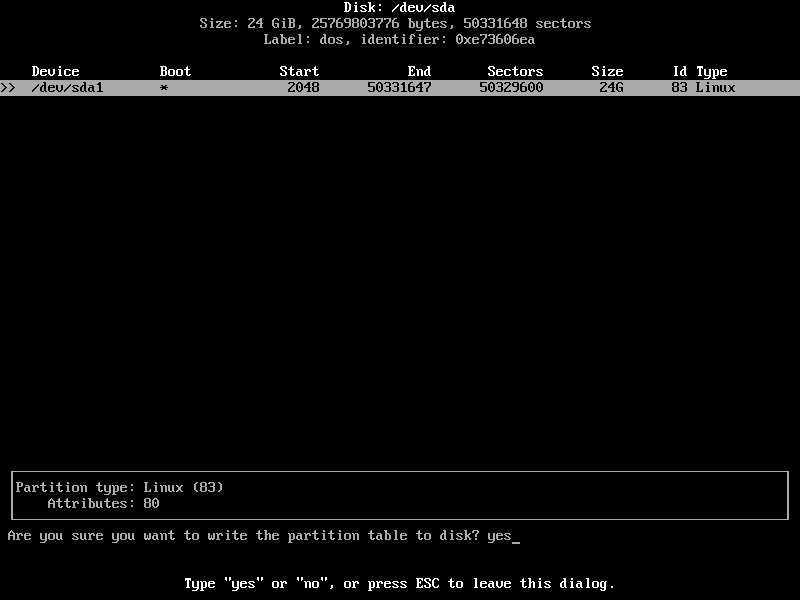 Disk: /dev/sda
Size: 24 GiB, 25769803776 bytes, 50331648 sectors
Label: dos, identifier: 0xe73606ea
Device Boot Start End Sectors Size Id Type
>> /dev/sda1 * 2048 50331647 50329600 24G 83 Linux
Partition type: Linux (83)
Attributes: 80
Are you sure you want to write the partition table to disk? yes_
Type "yes" or "no", or press ESC to leave this dialog.